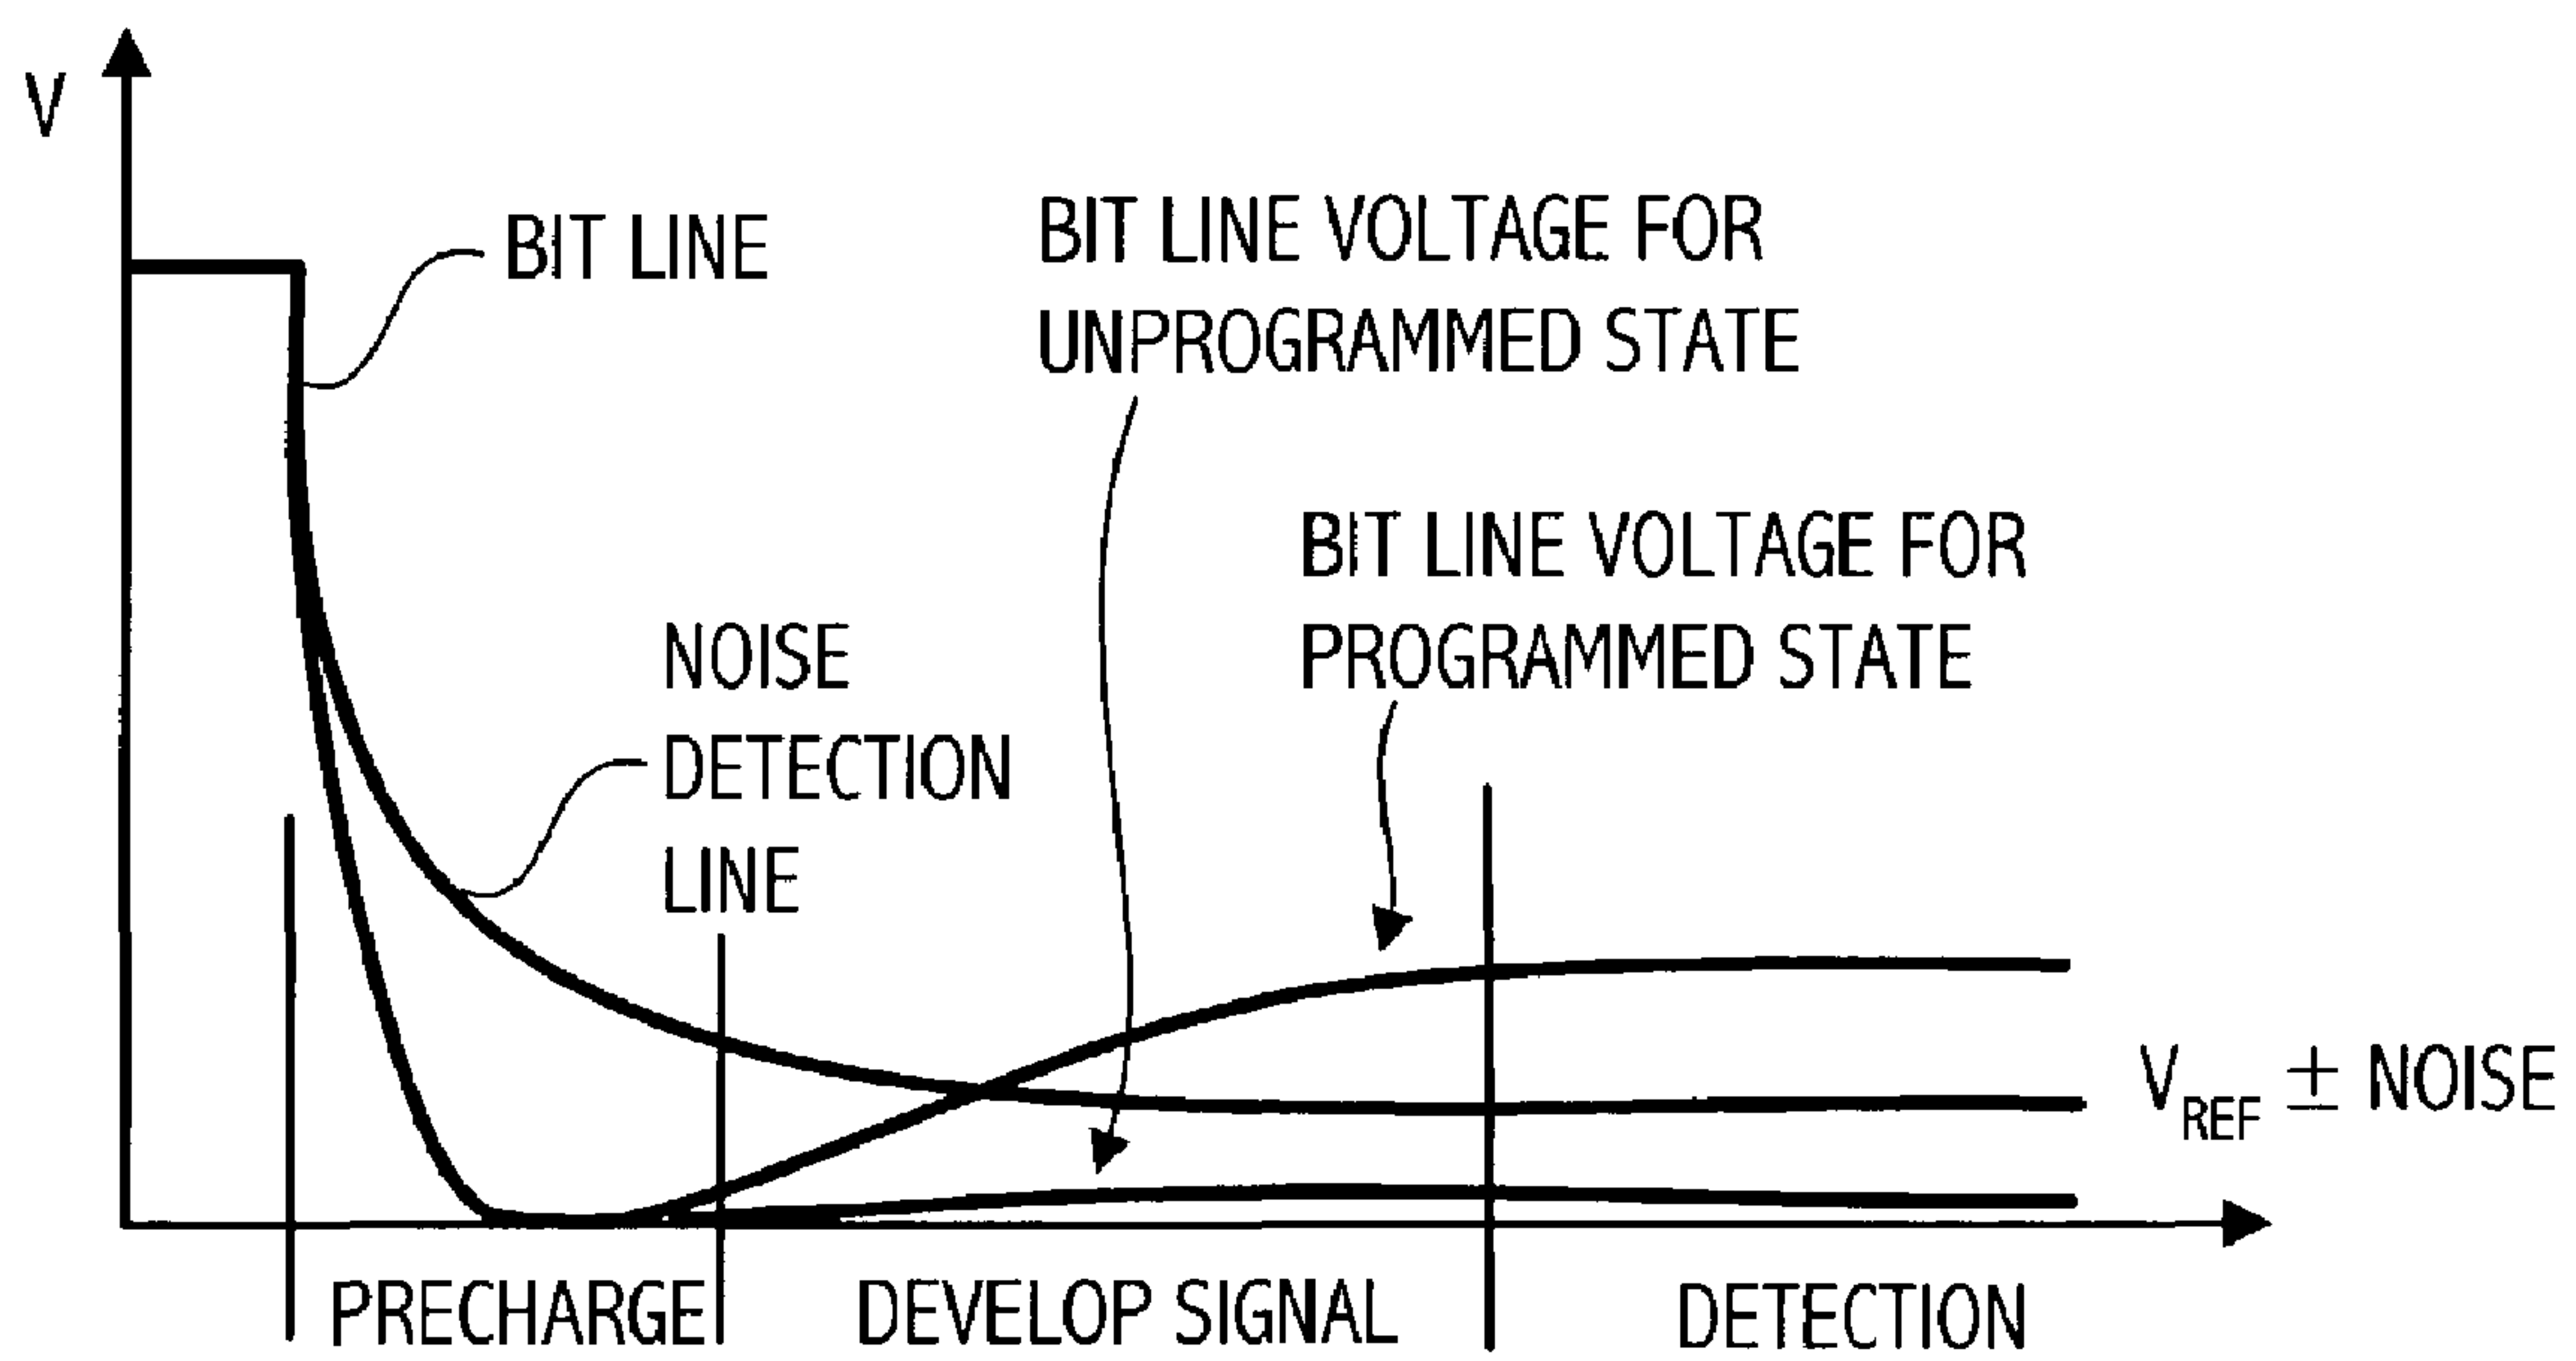 V
BIT LINE
BIT LINE VOLTAGE FOR
UNPROGRAMMED STATE
BIT LINE VOLTAGE FOR
PROGRAMMED STATE
NOISE
DETECTION
LINE
VREF ± NOISE
PRECHARGE
DEVELOP SIGNAL
DETECTION